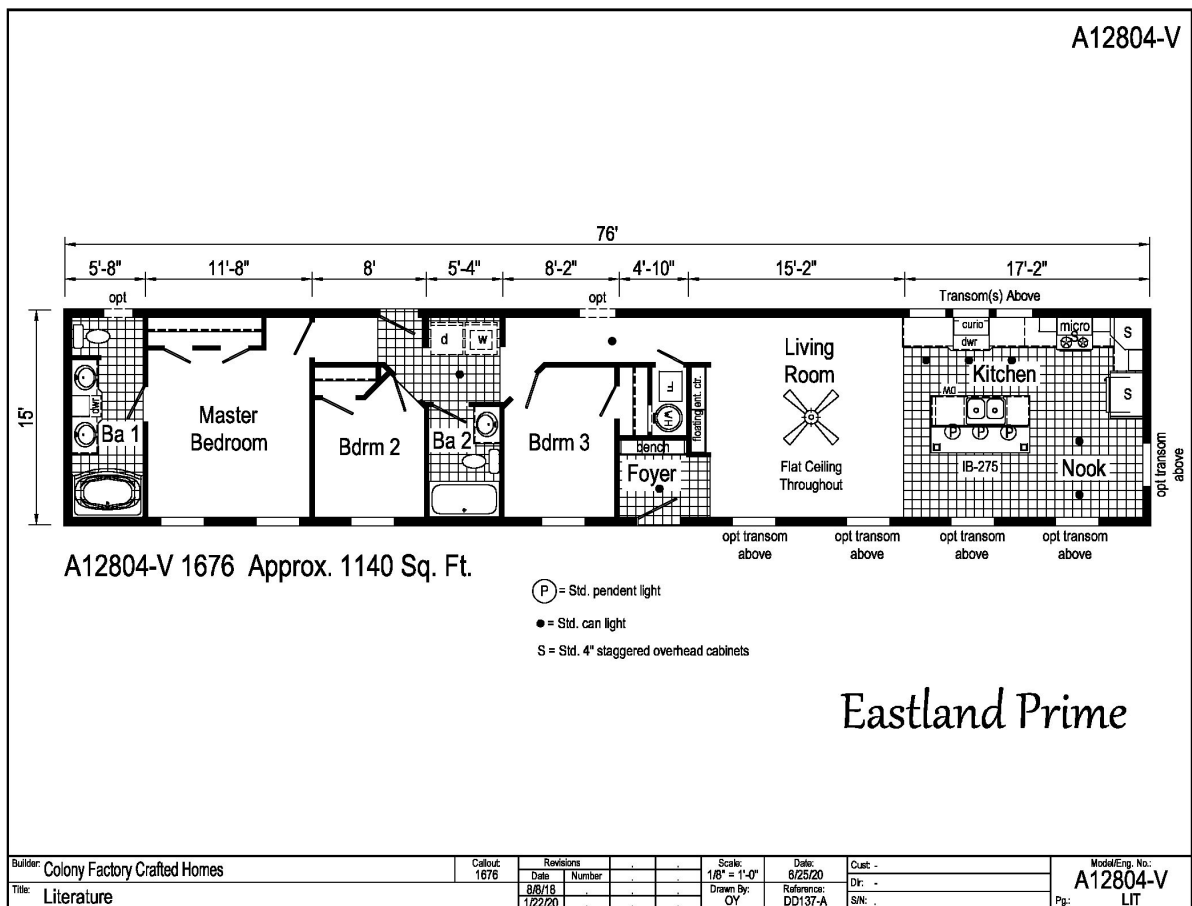 A12804-V
76'
5'-8" 11'-8" 8' 5'-4" 8'-2" 4'-10" 15'-2" 17'-2"
opt
opt
Transom(s) Above
15'
d
w
curio
dwr
micro
S
S
S
Living
Room
Kitchen
DW
F
WH
floating ent. ctr.
Master
Bedroom
dwr
Ba 1
Bdrm 2
Ba 2
Bdrm 3
bench
Foyer
Flat Ceiling
Throughout
P P P
IB-275
Nook
opt transom
above
opt transom
above
opt transom
above
opt transom
above
opt transom
above
A12804-V 1676 Approx. 1140 Sq. Ft.
P = Std. pendent light
● = Std. can light
S = Std. 4" staggered overhead cabinets
Eastland Prime
Builder: Colony Factory Crafted Homes
Title: Literature
Callout:
1676
Revisions
Date Number
8/8/18
1/22/20
Scale:
1/8" = 1'-0"
Drawn By:
OY
Date:
6/25/20
Reference:
DD137-A
Cust: -
Dlr: -
S/N: .
Model/Eng. No.:
A12804-V
Pg.: LIT